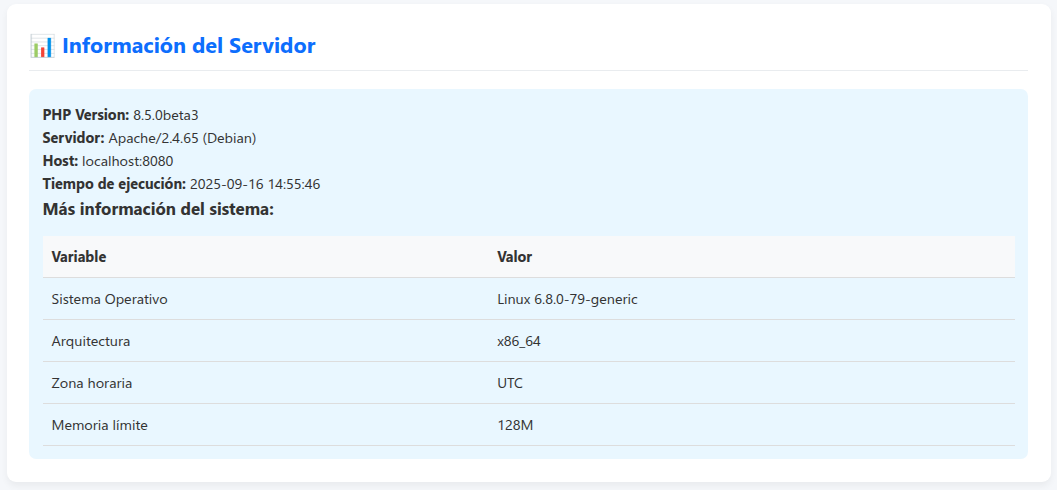 Información del Servidor
PHP Version: 8.5.0beta3
Servidor: Apache/2.4.65 (Debian)
Host: localhost:8080
Tiempo de ejecución: 2025-09-16 14:55:46
Más información del sistema:
Variable Valor
Sistema Operativo Linux 6.8.0-79-generic
Arquitectura x86_64
Zona horaria UTC
Memoria límite 128M